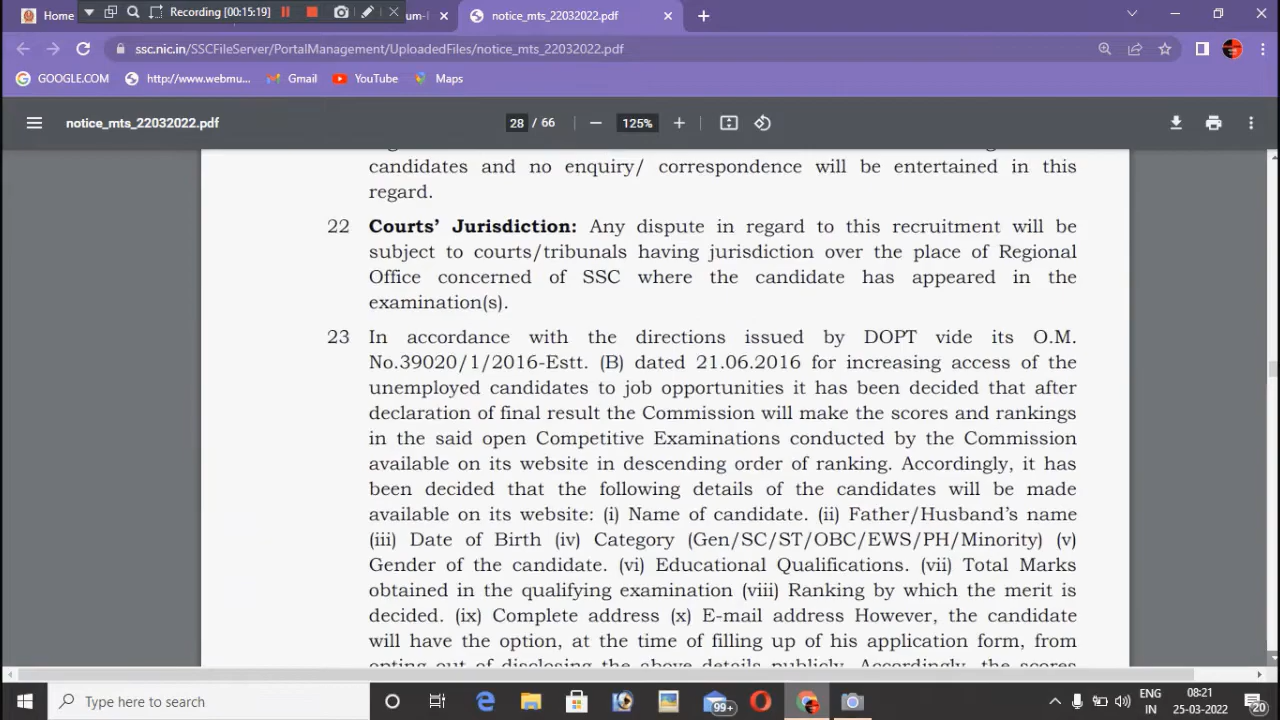 Home
Recording [00:15:19]
um-l
notice_mts_22032022.pdf
ssc.nic.in/SSCFileServer/PortalManagement/UploadedFiles/notice_mts_22032022.pdf
GOOGLE.COM
http://www.webmu...
Gmail
YouTube
Maps
notice_mts_22032022.pdf
28 / 66
125%
candidates and no enquiry/ correspondence will be entertained in this
regard.
22 Courts' Jurisdiction: Any dispute in regard to this recruitment will be
subject to courts/tribunals having jurisdiction over the place of Regional
Office concerned of SSC where the candidate has appeared in the
examination(s).
23 In accordance with the directions issued by DOPT vide its O.M.
No.39020/1/2016-Estt. (B) dated 21.06.2016 for increasing access of the
unemployed candidates to job opportunities it has been decided that after
declaration of final result the Commission will make the scores and rankings
in the said open Competitive Examinations conducted by the Commission
available on its website in descending order of ranking. Accordingly, it has
been decided that the following details of the candidates will be made
available on its website: (i) Name of candidate. (ii) Father/Husband's name
(iii) Date of Birth (iv) Category (Gen/SC/ST/OBC/EWS/PH/Minority) (v)
Gender of the candidate. (vi) Educational Qualifications. (vii) Total Marks
obtained in the qualifying examination (viii) Ranking by which the merit is
decided. (ix) Complete address (x) E-mail address However, the candidate
will have the option, at the time of filling up of his application form, from
opting out of disclosing the above details publicly. Accordingly, the scores
Type here to search
99+
ENG
IN
08:21
25-03-2022
20